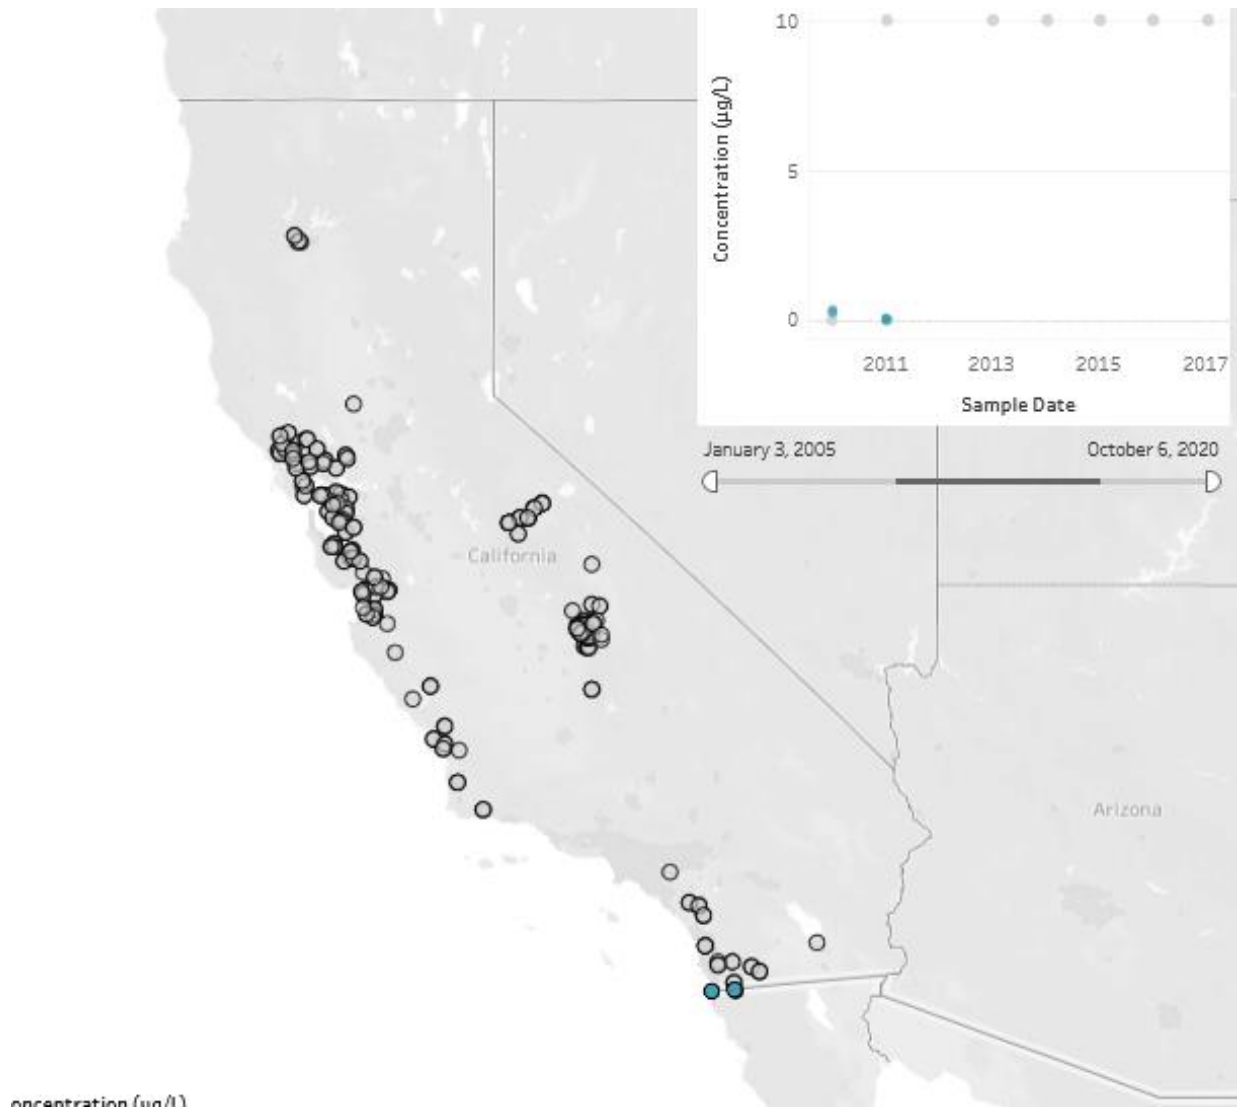 10
Concentration (µg/L)
5
0
2011 2013 2015 2017
Sample Date
January 3, 2005 October 6, 2020
California
Arizona
oncentration (µg/L)